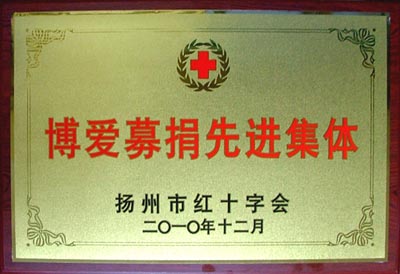 博爱募捐先进集体
扬州市红十字会
二〇一〇年十二月